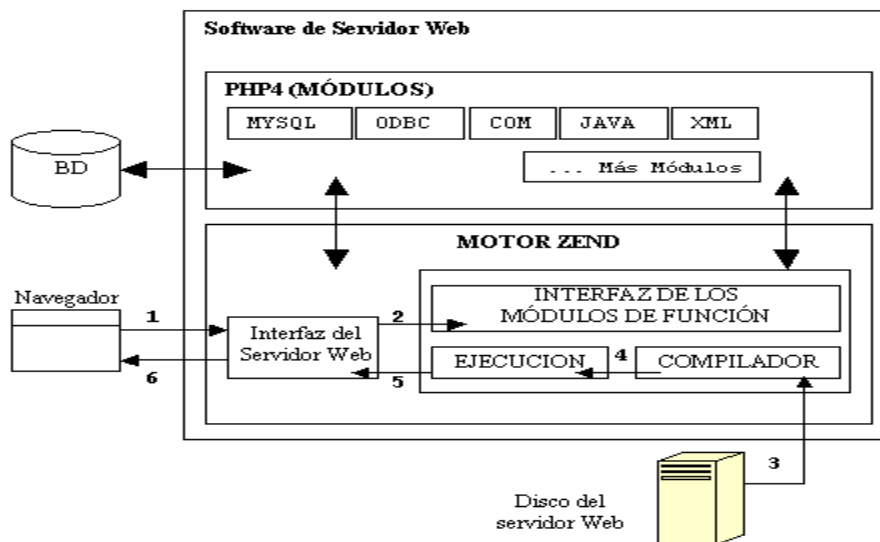 Software de Servidor Web
PHP4 (MÓDULOS)
MYSQL
ODBC
COM
JAVA
XML
... Más Módulos
BD
MOTOR ZEND
Navegador
1
Interfaz del
Servidor Web
2
INTERFAZ DE LOS
MÓDULOS DE FUNCIÓN
EJECUCION
4
COMPILADOR
6
5
3
Disco del
servidor Web